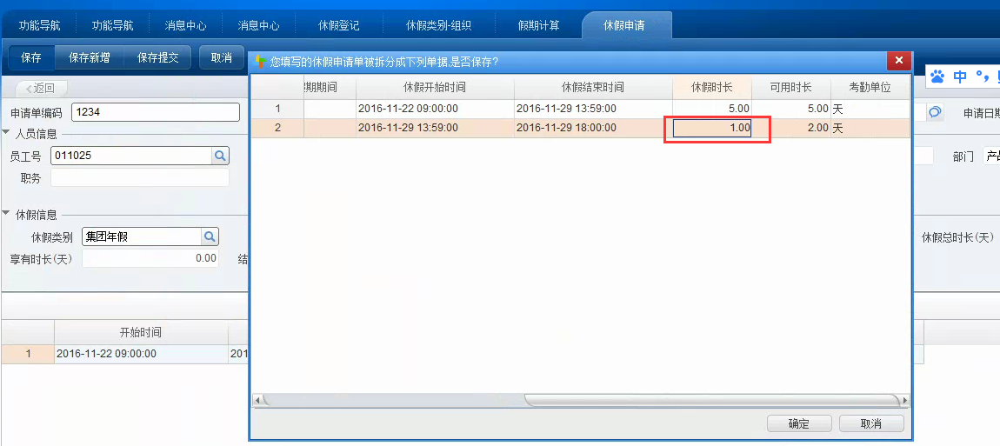 功能导航 功能导航 消息中心 消息中心 休假登记 休假类别-组织 假期计算 休假申请
保存 保存新增 保存提交 取消
您填写的休假申请单被拆分成下列单据,是否保存?
返回
期期间 休假开始时间 休假结束时间 休假时长 可用时长 考勤单位
中
申请单编码 1234
1 2016-11-22 09:00:00 2016-11-29 13:59:00 5.00 5.00 天
申请日期
人员信息
2 2016-11-29 13:59:00 2016-11-29 18:00:00 1.00 2.00 天
员工号 011025
部门
职务
休假信息
休假类别 集团年假
休假总时长(天)
享有时长(天) 0.00 结
开始时间
1 2016-11-22 09:00:00 201
确定 取消